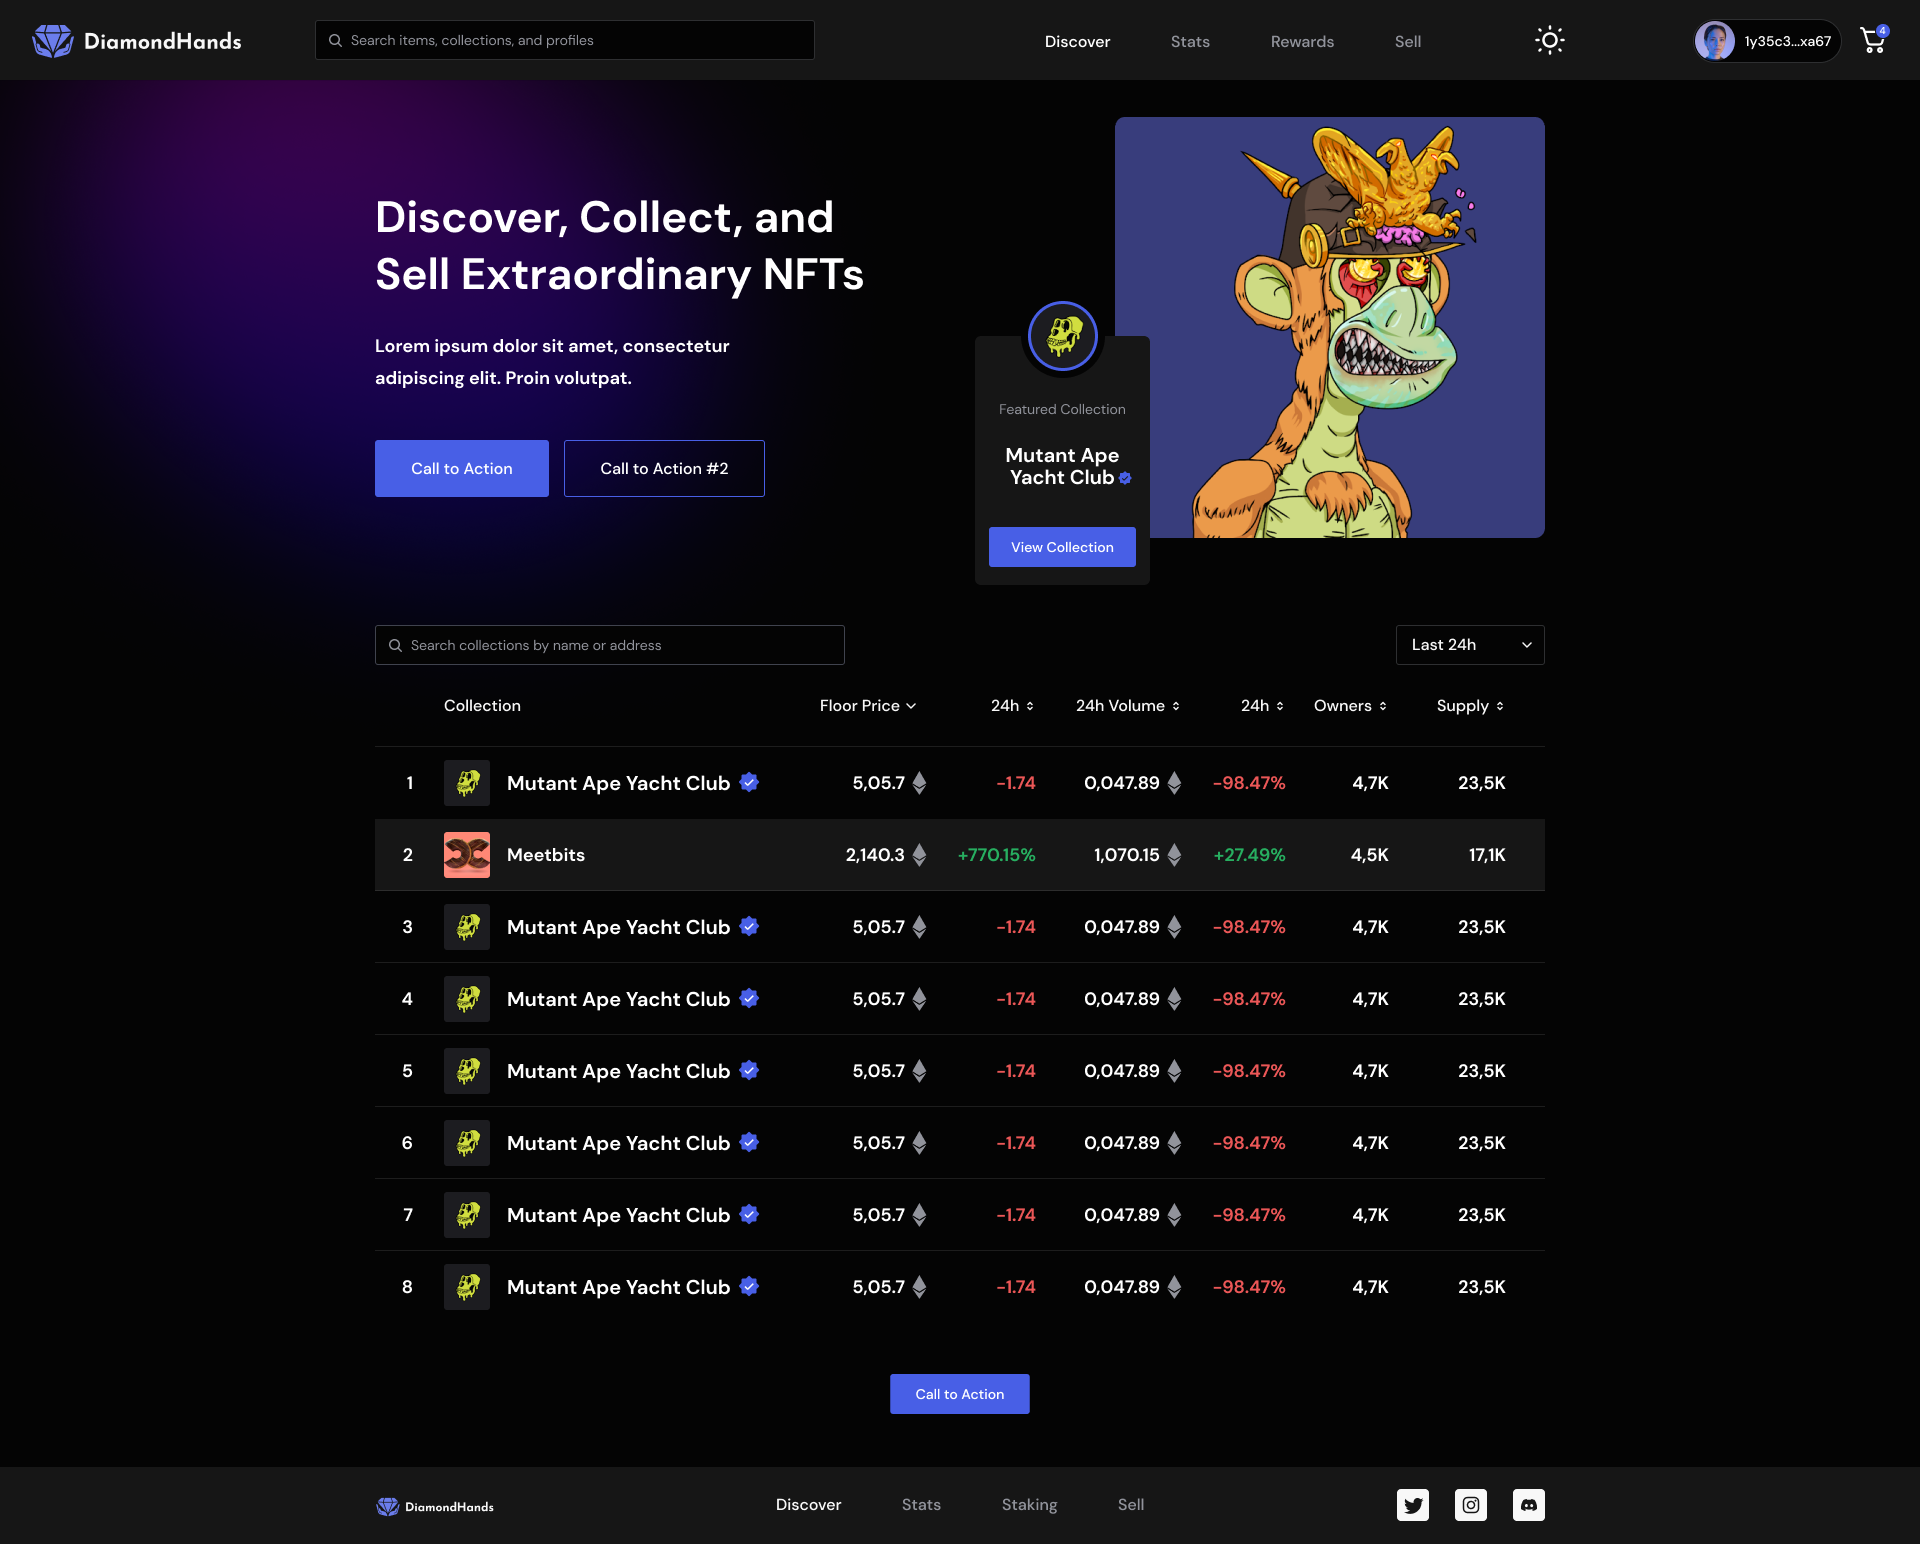 DiamondHands
Search items, collections, and profiles
Discover
Stats
Rewards
Sell
1y35c3...xa67
4
Discover, Collect, and
Sell Extraordinary NFTs
Lorem ipsum dolor sit amet, consectetur
adipiscing elit. Proin volutpat.
Call to Action
Call to Action #2
Featured Collection
Mutant Ape
Yacht Club
View Collection
Search collections by name or address
Last 24h
Collection Floor Price 24h 24h Volume 24h Owners Supply
1 Mutant Ape Yacht Club 5,05.7 -1.74 0,047.89 -98.47% 4,7K 23,5K
2 Meetbits 2,140.3 +770.15% 1,070.15 +27.49% 4,5K 17,1K
3 Mutant Ape Yacht Club 5,05.7 -1.74 0,047.89 -98.47% 4,7K 23,5K
4 Mutant Ape Yacht Club 5,05.7 -1.74 0,047.89 -98.47% 4,7K 23,5K
5 Mutant Ape Yacht Club 5,05.7 -1.74 0,047.89 -98.47% 4,7K 23,5K
6 Mutant Ape Yacht Club 5,05.7 -1.74 0,047.89 -98.47% 4,7K 23,5K
7 Mutant Ape Yacht Club 5,05.7 -1.74 0,047.89 -98.47% 4,7K 23,5K
8 Mutant Ape Yacht Club 5,05.7 -1.74 0,047.89 -98.47% 4,7K 23,5K
Call to Action
DiamondHands
Discover
Stats
Staking
Sell